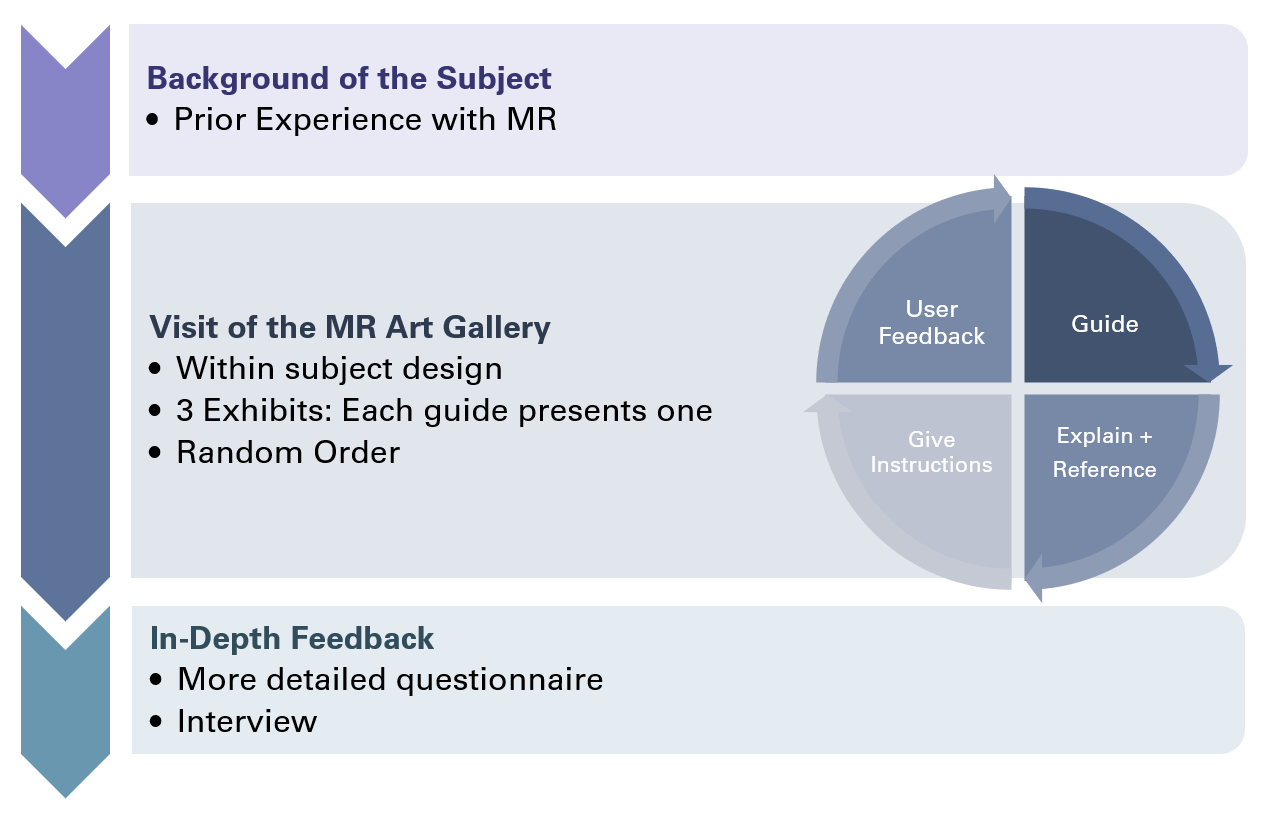 Background of the Subject
• Prior Experience with MR
Visit of the MR Art Gallery
• Within subject design
• 3 Exhibits: Each guide presents one
• Random Order
User
Feedback
Guide
Explain +
Reference
Give
Instructions
In-Depth Feedback
• More detailed questionnaire
• Interview